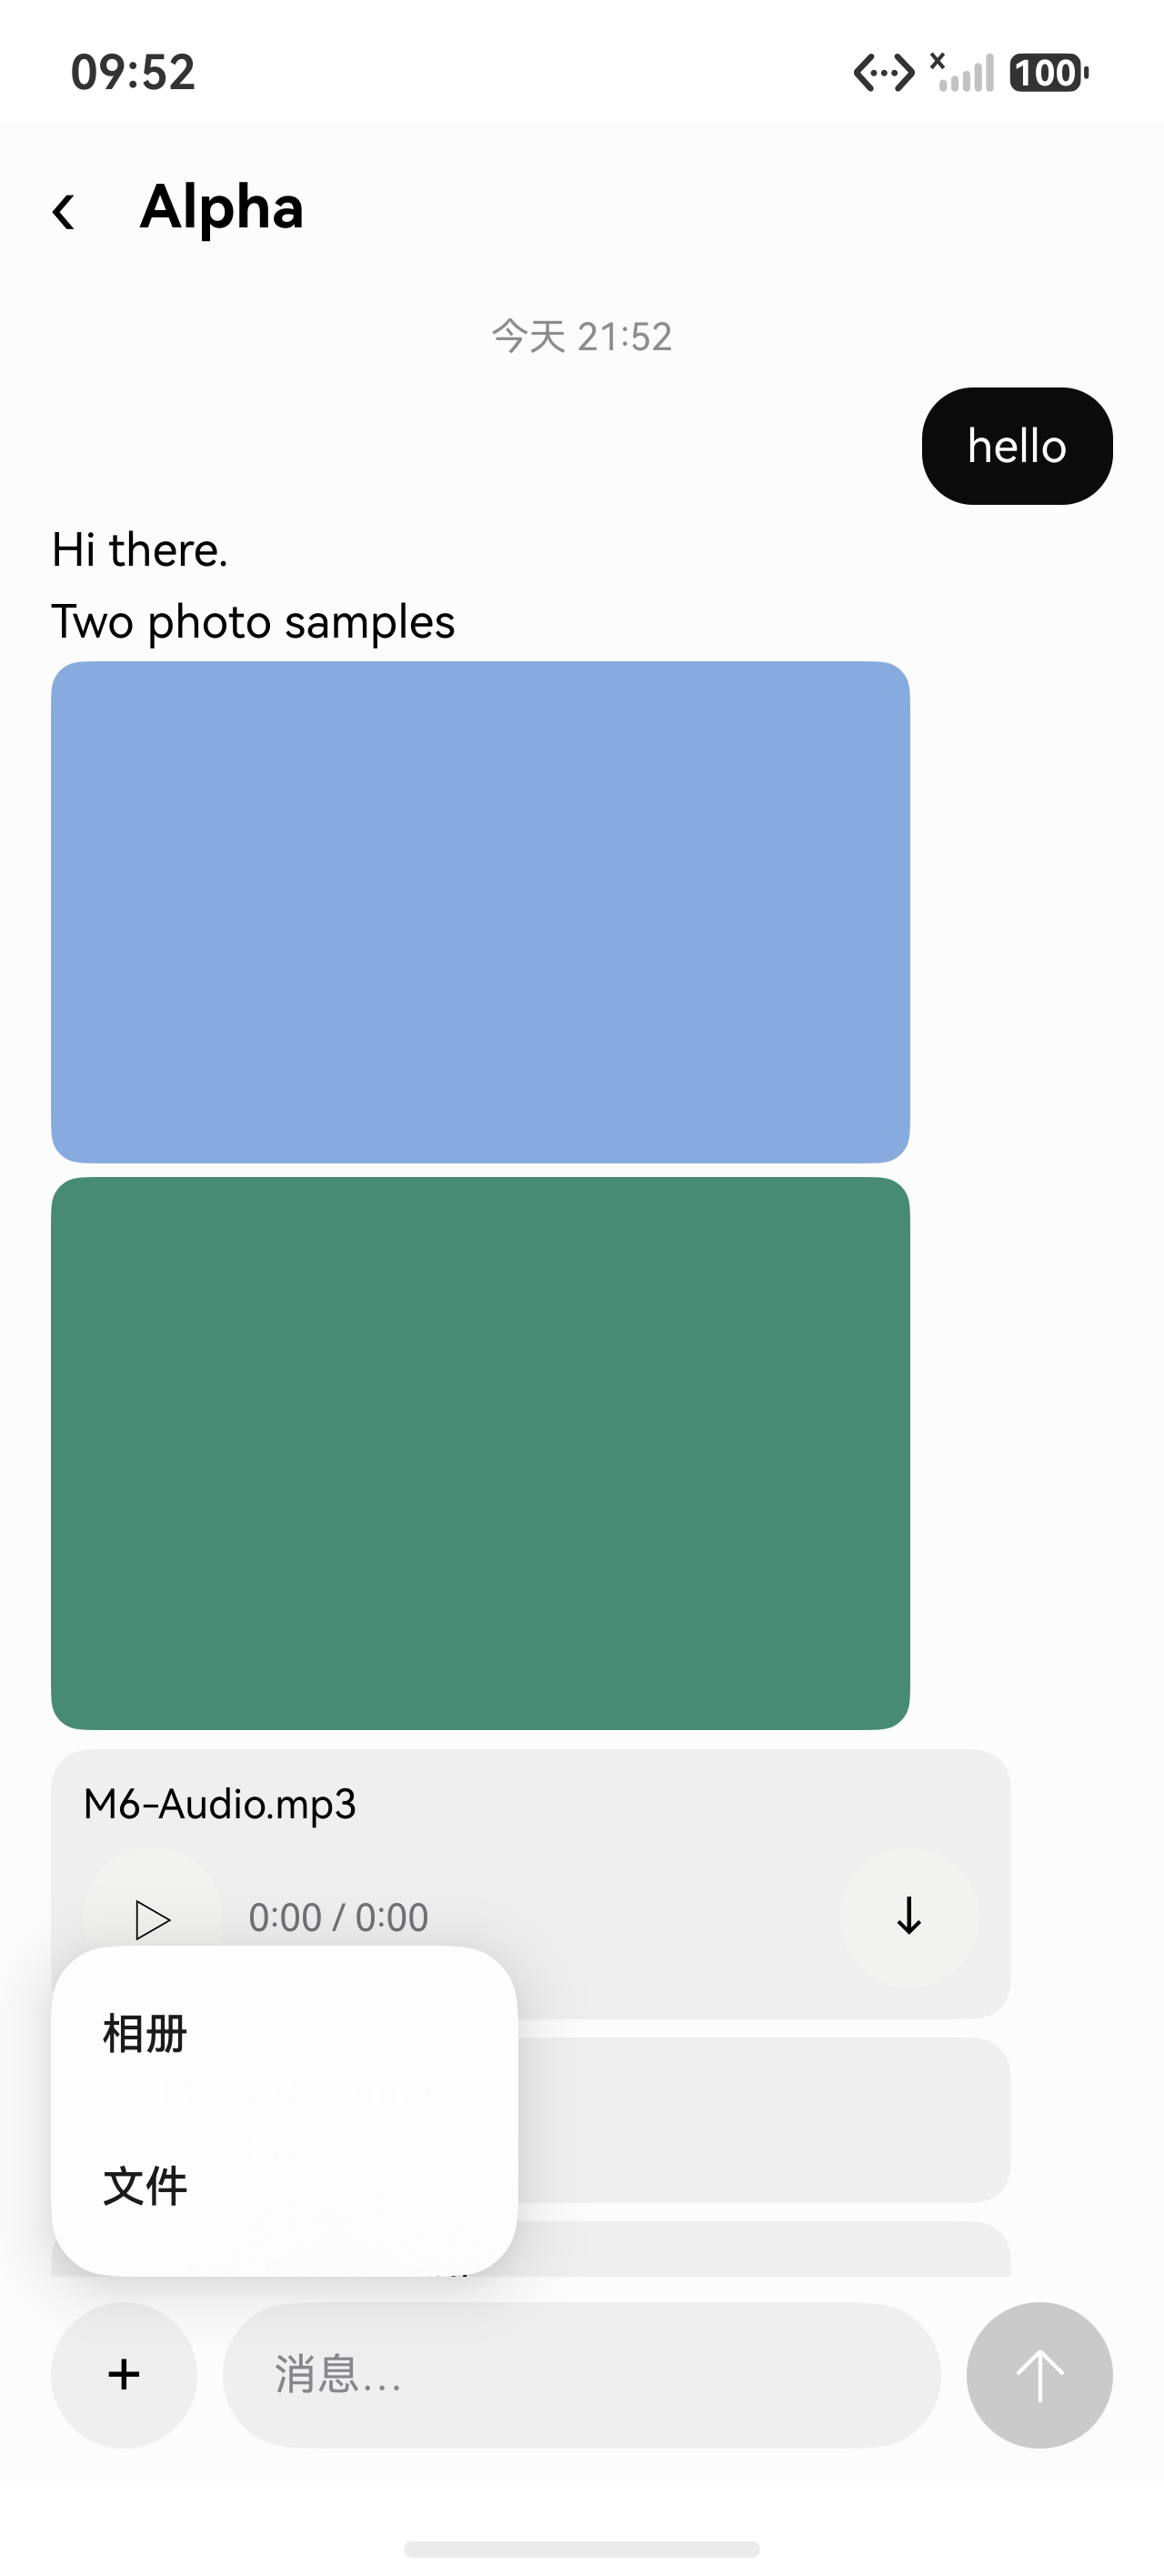 09:52
100
Alpha
今天 21:52
hello
Hi there.
Two photo samples
M6-Audio.mp3
0:00 / 0:00
相册
文件
消息...